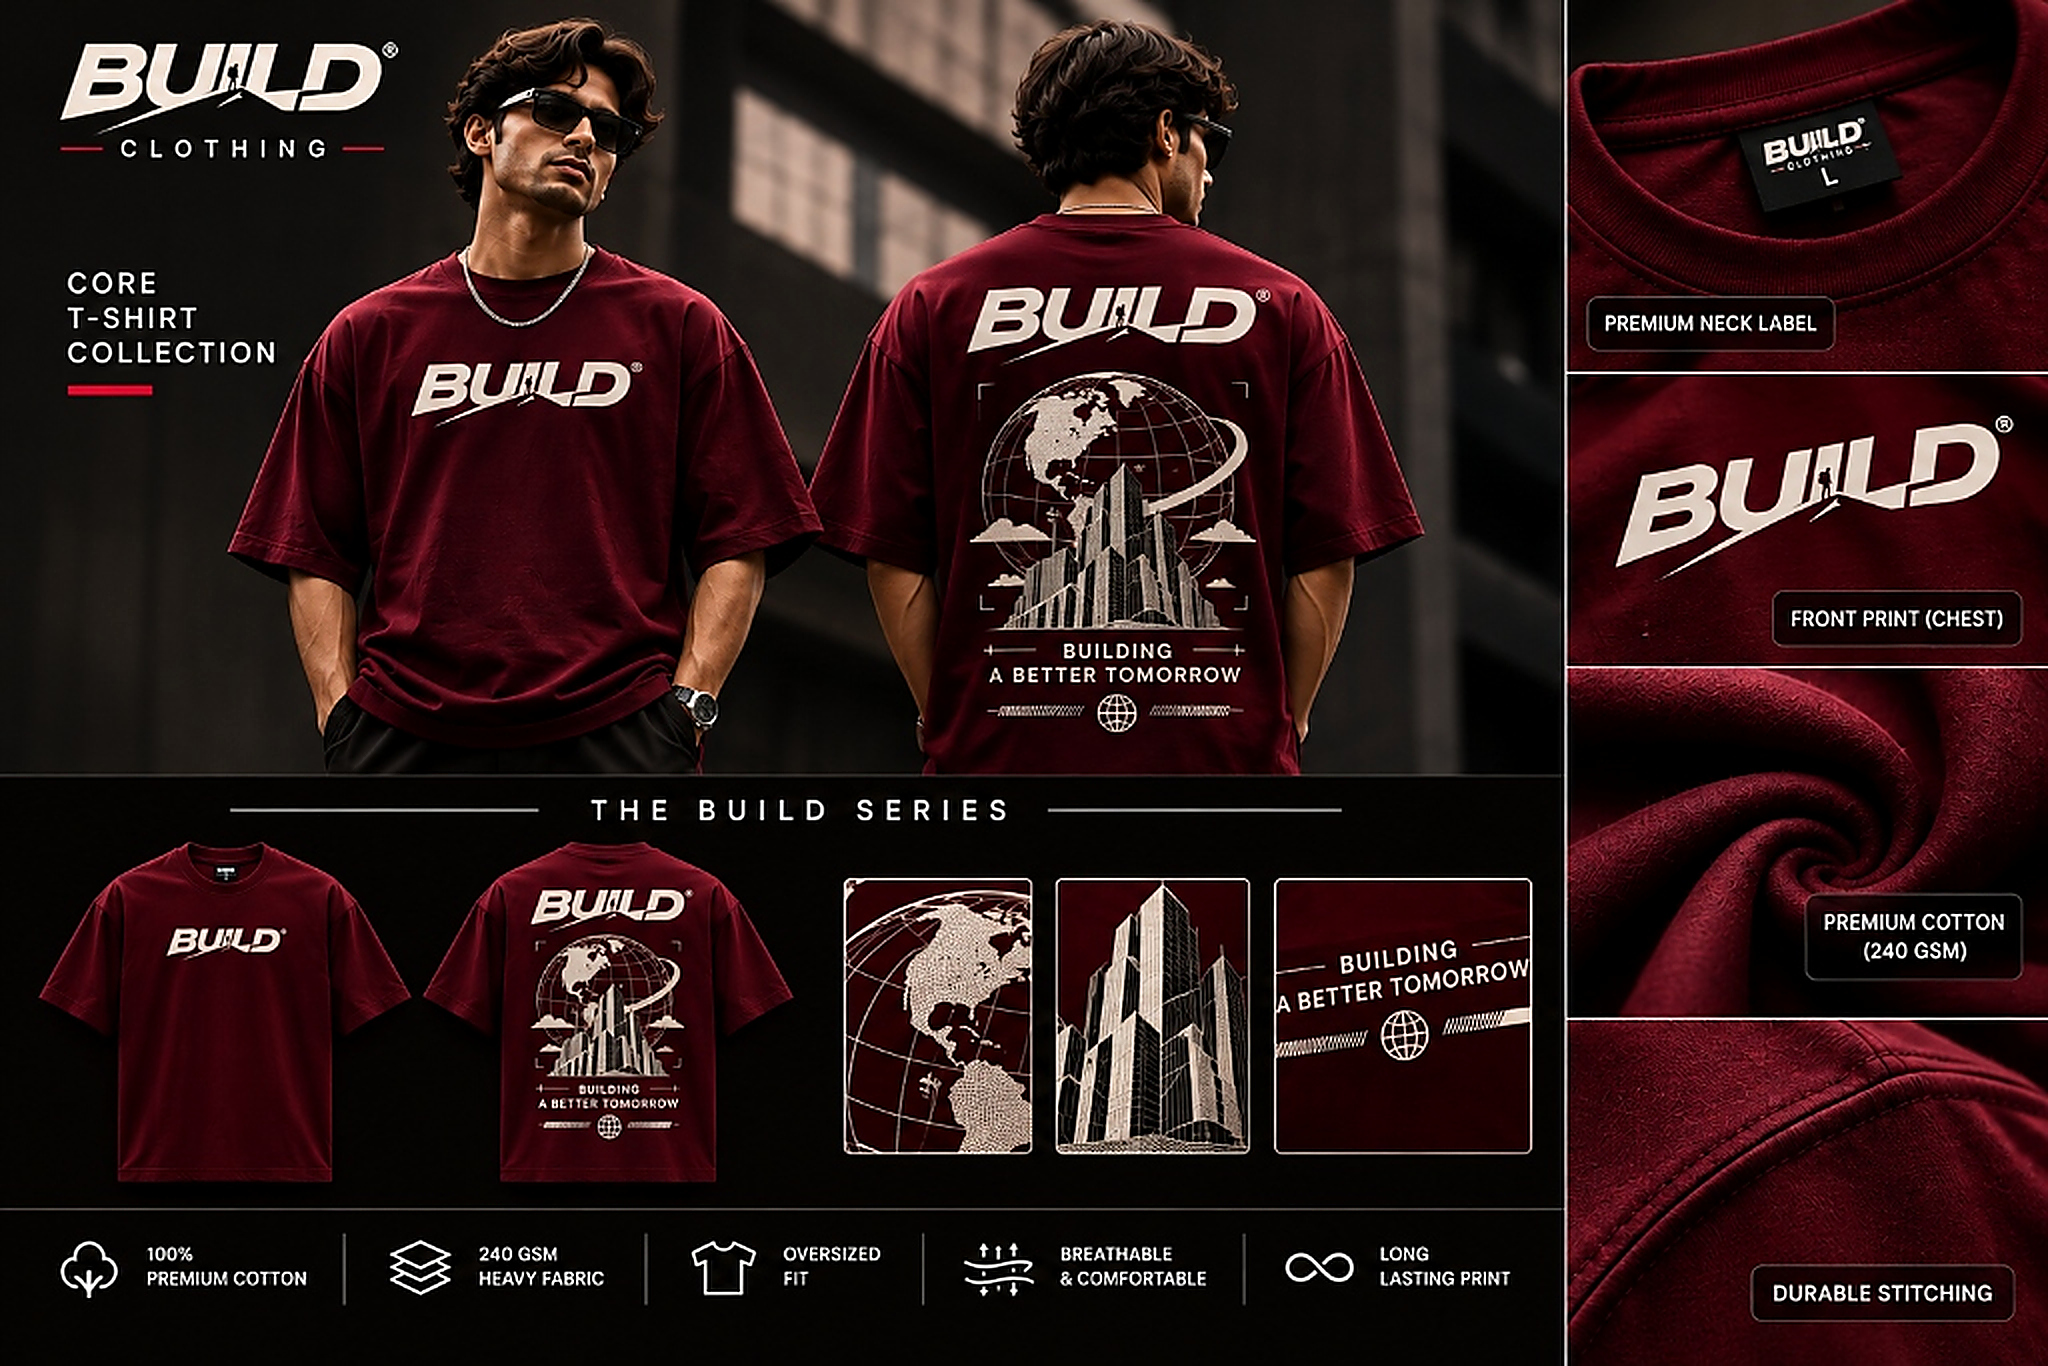 BUILD®
CLOTHING
CORE
T-SHIRT
COLLECTION
BUILD®
BUILD®
BUILDING
A BETTER TOMORROW
BUILD®
CLOTHING
L
PREMIUM NECK LABEL
BUILD®
FRONT PRINT (CHEST)
PREMIUM COTTON
(240 GSM)
DURABLE STITCHING
THE BUILD SERIES
BUILD®
BUILD®
BUILDING
A BETTER TOMORROW
BUILDING
A BETTER TOMORROW
100%
PREMIUM COTTON
240 GSM
HEAVY FABRIC
OVERSIZED
FIT
BREATHABLE
& COMFORTABLE
LONG
LASTING PRINT